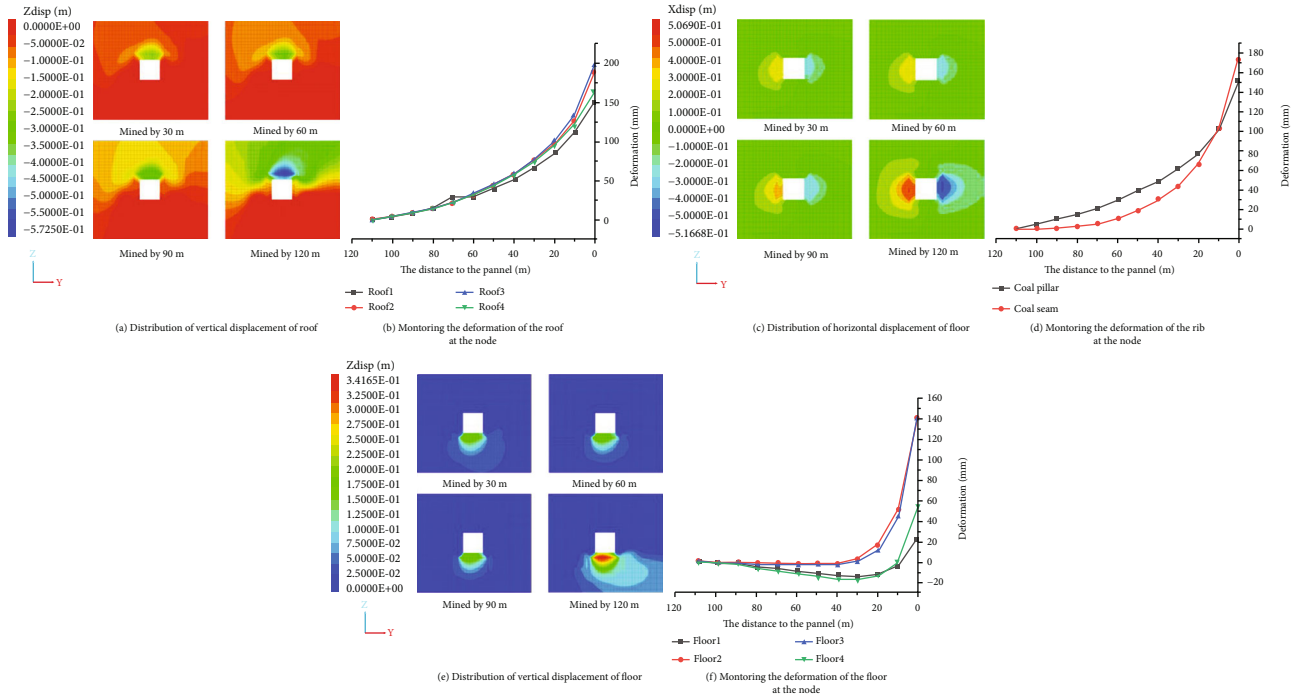 Zdisp (m)
0.0000E+00
−5.0000E-02
−1.0000E-01
−1.5000E-01
−2.0000E-01
−2.5000E-01
−3.0000E-01
−3.5000E-01
−4.0000E-01
−4.5000E-01
−5.0000E-01
−5.5000E-01
−5.7250E-01
Mined by 30 m
Mined by 60 m
Mined by 90 m
Mined by 120 m
Z
Y
(a) Distribution of vertical displacement of roof
200
150
100
50
0
Deformation (mm)
120
100
80
60
40
20
0
The distance to the pannel (m)
Roof1
Roof3
Roof2
Roof4
(b) Montoring the deformation of the roof
at the node
Xdisp (m)
5.0690E-01
5.0000E-01
4.0000E-01
3.0000E-01
2.0000E-01
1.0000E-01
0.0000E+00
−1.0000E-01
−2.0000E-01
−3.0000E-01
−4.0000E-01
−5.0000E-01
−5.1668E-01
Mined by 30 m
Mined by 60 m
Mined by 90 m
Mined by 120 m
Z
Y
(c) Distribution of horizontal displacement of floor
180
160
140
120
100
80
60
40
20
0
Deformation (mm)
120
100
80
60
40
20
0
The distance to the pannel (m)
Coal pillar
Coal seam
(d) Montoring the deformation of the rib
at the node
Zdisp (m)
3.4165E-01
3.2500E-01
3.0000E-01
2.7500E-01
2.5000E-01
2.2500E-01
2.0000E-01
1.7500E-01
1.5000E-01
1.2500E-01
1.0000E-01
7.5000E-02
5.0000E-02
2.5000E-02
0.0000E+00
Mined by 30 m
Mined by 60 m
Mined by 90 m
Mined by 120 m
Z
Y
(e) Distribution of vertical displacement of floor
160
140
120
100
80
60
40
20
0
−20
Deformation (mm)
120
100
80
60
40
20
0
The distance to the pannel (m)
Floor1
Floor3
Floor2
Floor4
(f) Montoring the deformation of the floor
at the node